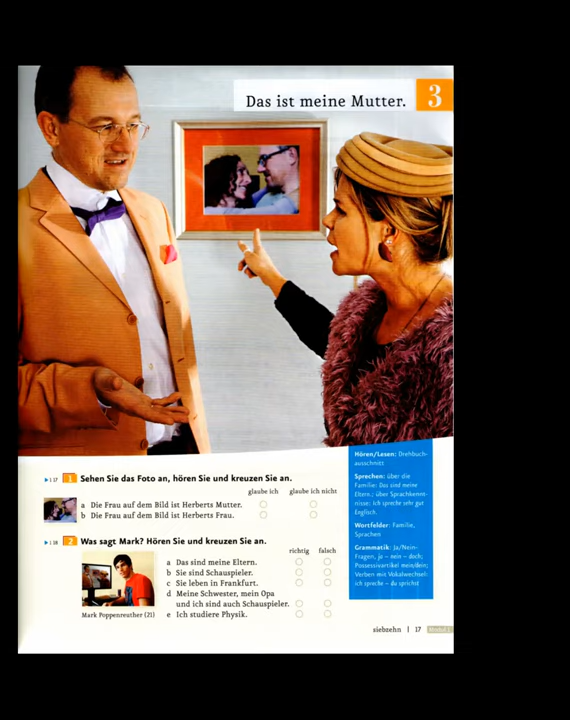 Das ist meine Mutter. 3
▶ 1 17 1 Sehen Sie das Foto an, hören Sie und kreuzen Sie an.
glaube ich glaube ich nicht
a Die Frau auf dem Bild ist Herberts Mutter.
b Die Frau auf dem Bild ist Herberts Frau.
▶ 1 18 2 Was sagt Mark? Hören Sie und kreuzen Sie an.
richtig falsch
a Das sind meine Eltern.
b Sie sind Schauspieler.
c Sie leben in Frankfurt.
d Meine Schwester, mein Opa
und ich sind auch Schauspieler.
e Ich studiere Physik.
Mark Poppenreuther (21)
Hören/Lesen: Drehbuch-
ausschnitt
Sprechen: über die
Familie: Das sind meine
Eltern.; über Sprachkennt-
nisse: Ich spreche sehr gut
Englisch.
Wortfelder: Familie,
Sprachen
Grammatik: Ja/Nein-
Fragen, ja – nein – doch;
Possessivartikel mein/dein;
Verben mit Vokalwechsel:
ich spreche – du sprichst
siebzehn | 17 Modul 1